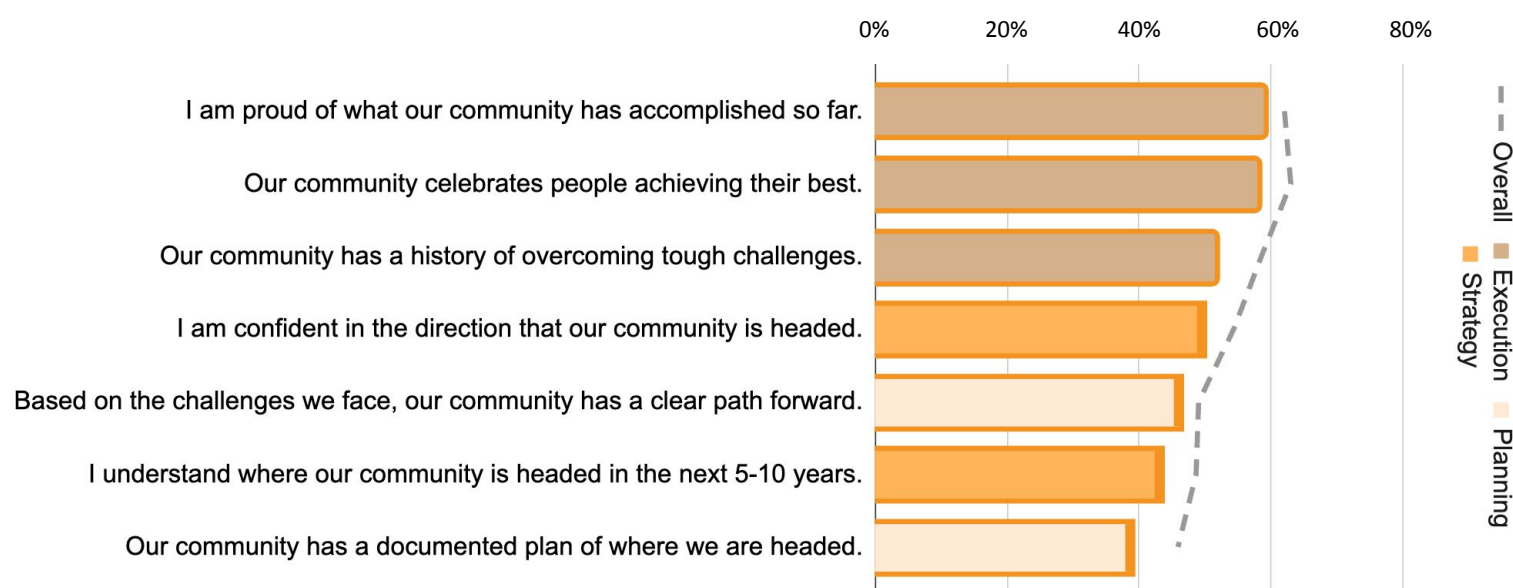 0% 20% 40% 60% 80%
I am proud of what our community has accomplished so far.
Our community celebrates people achieving their best.
Our community has a history of overcoming tough challenges.
I am confident in the direction that our community is headed.
Based on the challenges we face, our community has a clear path forward.
I understand where our community is headed in the next 5-10 years.
Our community has a documented plan of where we are headed.
Overall Execution Planning
Strategy